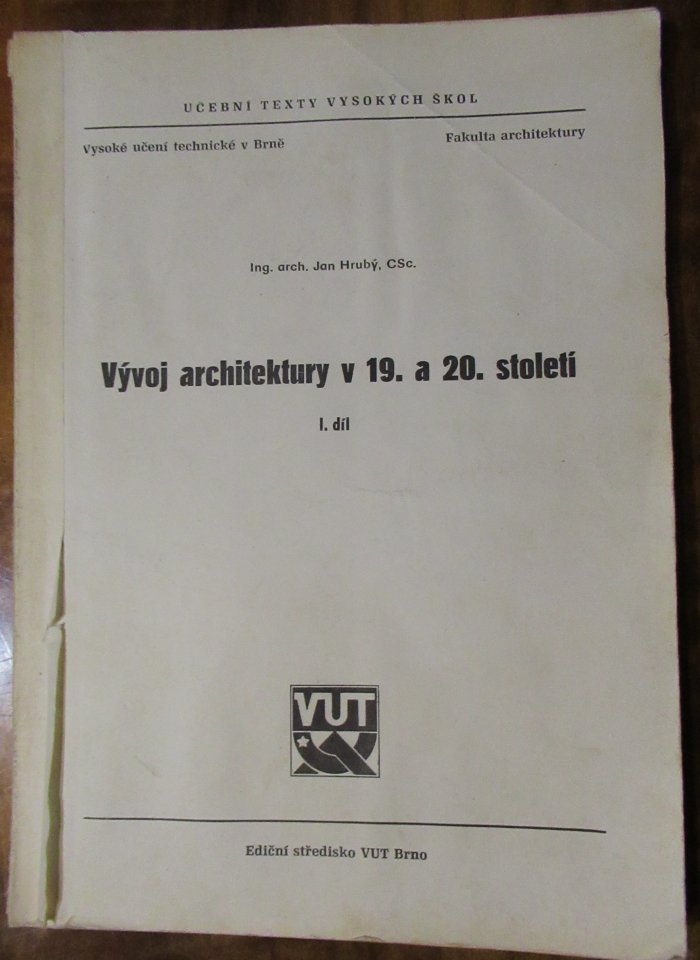 UČEBNÍ TEXTY VYSOKÝCH ŠKOL
Vysoké učení technické v Brně
Fakulta architektury
Ing. arch. Jan Hrubý, CSc.
Vývoj architektury v 19. a 20. století
I. díl
VUT
Ediční středisko VUT Brno